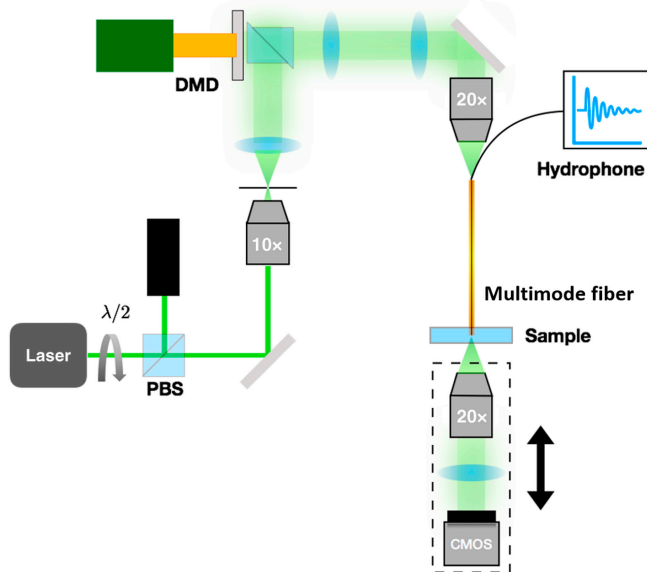 DMD
20×
Hydrophone
10×
Multimode fiber
λ/2
Laser
PBS
Sample
20×
CMOS